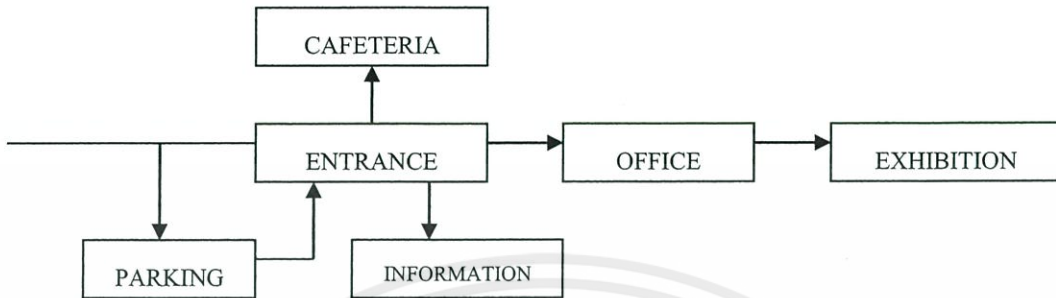 CAFETERIA
ENTRANCE
OFFICE
EXHIBITION
PARKING
INFORMATION